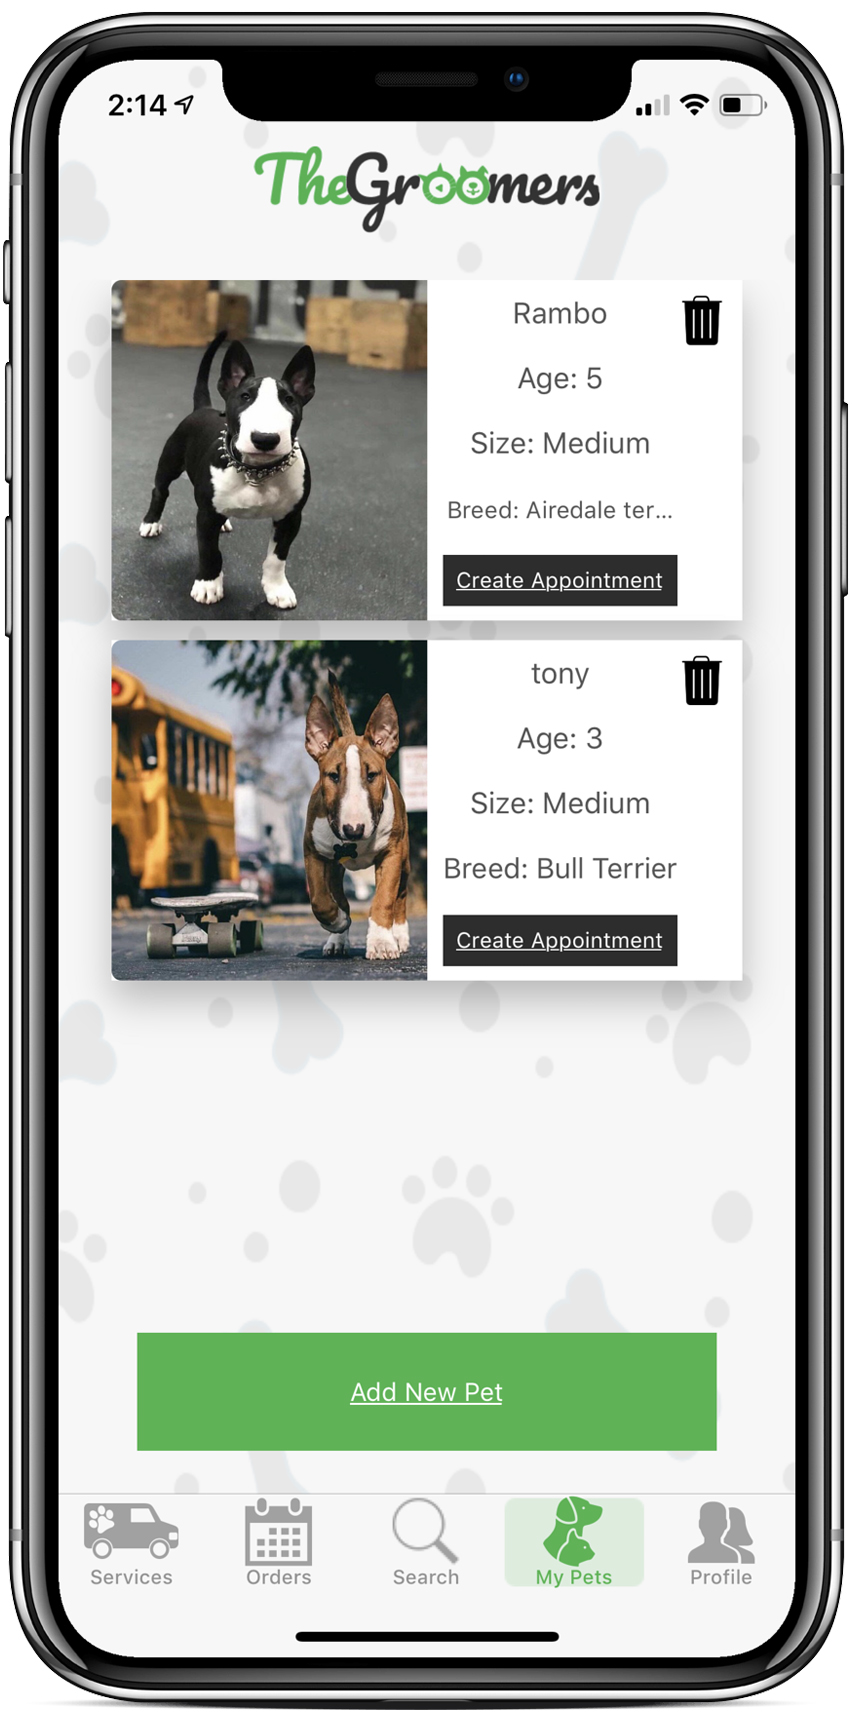 2:14
TheGroomers
Rambo
Age: 5
Size: Medium
Breed: Airedale ter...
Create Appointment
tony
Age: 3
Size: Medium
Breed: Bull Terrier
Create Appointment
Add New Pet
Services
Orders
Search
My Pets
Profile